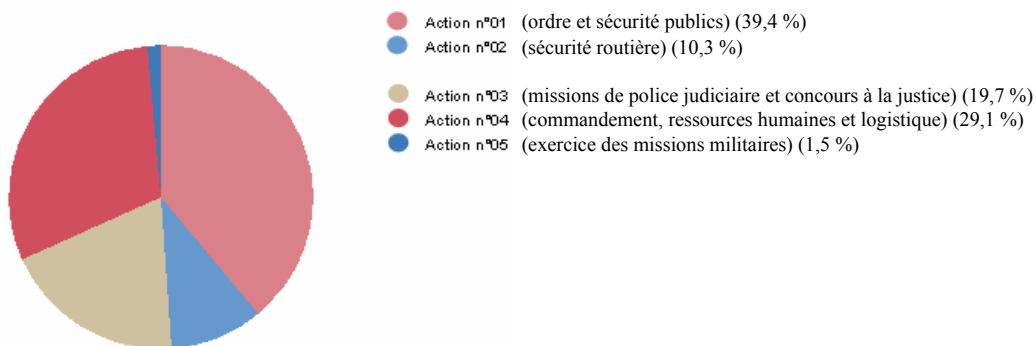 Action n°01 (ordre et sécurité publics) (39,4 %)
Action n°02 (sécurité routière) (10,3 %)
Action n°03 (missions de police judiciaire et concours à la justice) (19,7 %)
Action n°04 (commandement, ressources humaines et logistique) (29,1 %)
Action n°05 (exercice des missions militaires) (1,5 %)